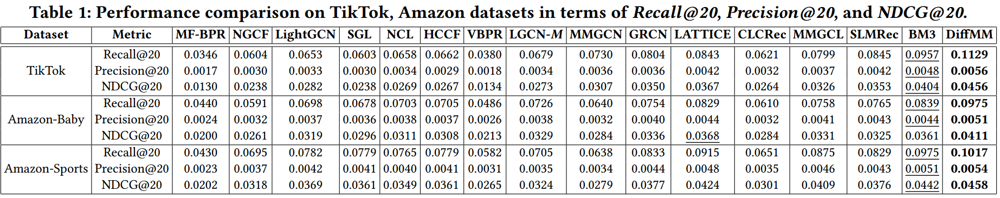 Table 1: Performance comparison on TikTok, Amazon datasets in terms of Recall@20, Precision@20, and NDCG@20.
Dataset Metric MF-BPR NGCF LightGCN SGL NCL HCCF VBPR LGCN-M MMGCN GRCN LATTICE CLCRec MMGCL SLMRec BM3 DiffMM
Recall@20 0.0346 0.0604 0.0653 0.0603 0.0658 0.0662 0.0380 0.0679 0.0730 0.0804 0.0843 0.0621 0.0799 0.0845 0.0957 0.1129
TikTok Precision@20 0.0017 0.0030 0.0033 0.0030 0.0034 0.0029 0.0018 0.0034 0.0036 0.0036 0.0042 0.0032 0.0037 0.0042 0.0048 0.0056
NDCG@20 0.0130 0.0238 0.0282 0.0238 0.0269 0.0267 0.0134 0.0273 0.0307 0.0350 0.0367 0.0264 0.0326 0.0353 0.0404 0.0456
Recall@20 0.0440 0.0591 0.0698 0.0678 0.0703 0.0705 0.0486 0.0726 0.0640 0.0754 0.0829 0.0610 0.0758 0.0765 0.0839 0.0975
Amazon-Baby Precision@20 0.0024 0.0032 0.0037 0.0036 0.0038 0.0037 0.0026 0.0038 0.0032 0.0040 0.0044 0.0032 0.0041 0.0043 0.0044 0.0051
NDCG@20 0.0200 0.0261 0.0319 0.0296 0.0311 0.0308 0.0213 0.0329 0.0284 0.0336 0.0368 0.0284 0.0331 0.0325 0.0361 0.0411
Recall@20 0.0430 0.0695 0.0782 0.0779 0.0765 0.0779 0.0582 0.0705 0.0638 0.0833 0.0915 0.0651 0.0875 0.0829 0.0975 0.1017
Amazon-Sports Precision@20 0.0023 0.0037 0.0042 0.0041 0.0040 0.0041 0.0031 0.0035 0.0034 0.0044 0.0048 0.0035 0.0046 0.0043 0.0051 0.0054
NDCG@20 0.0202 0.0318 0.0369 0.0361 0.0349 0.0361 0.0265 0.0324 0.0279 0.0377 0.0424 0.0301 0.0409 0.0376 0.0442 0.0458